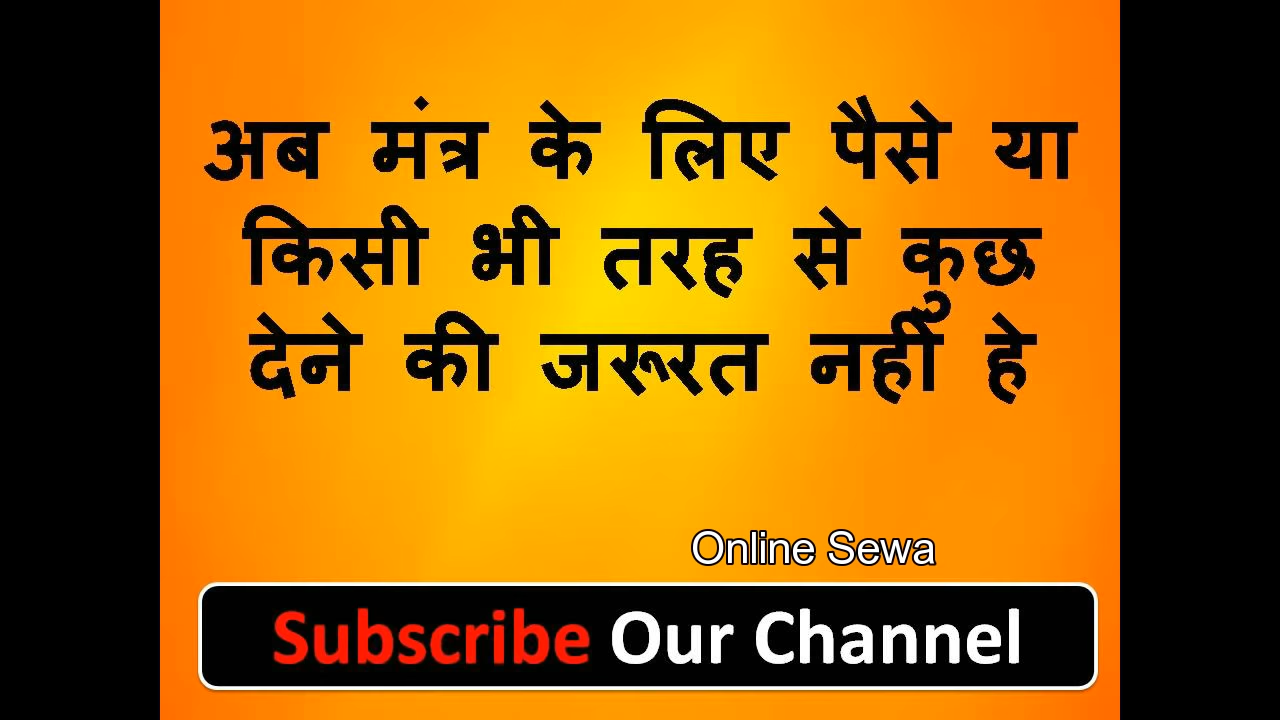 अब मंत्र के लिए पैसे या
किसी भी तरह से कुछ
देने की जरूरत नहीं हे
Online Sewa
Subscribe Our Channel